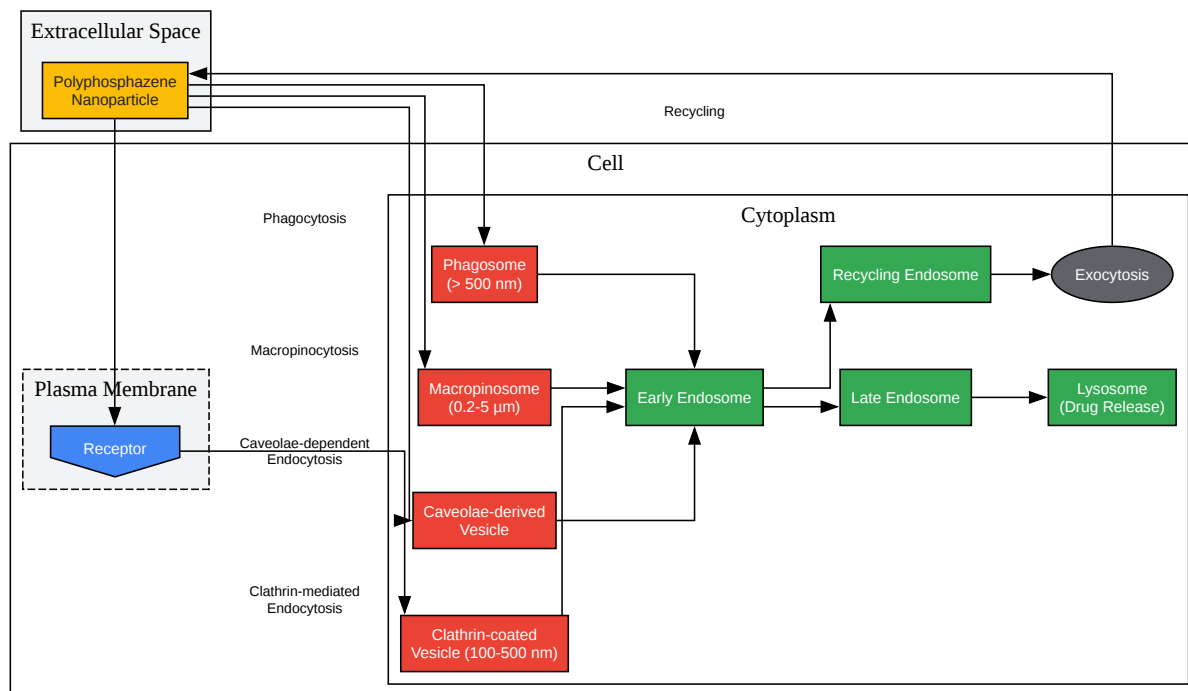 Extracellular Space
Polyphosphazene
Nanoparticle
Recycling
Cell
Phagocytosis
Cytoplasm
Phagosome
(> 500 nm)
Recycling Endosome
Exocytosis
Macropinocytosis
Plasma Membrane
Macropinosome
(0.2-5 µm)
Early Endosome
Late Endosome
Lysosome
(Drug Release)
Receptor
Caveolae-dependent
Endocytosis
Caveolae-derived
Vesicle
Clathrin-mediated
Endocytosis
Clathrin-coated
Vesicle (100-500 nm)